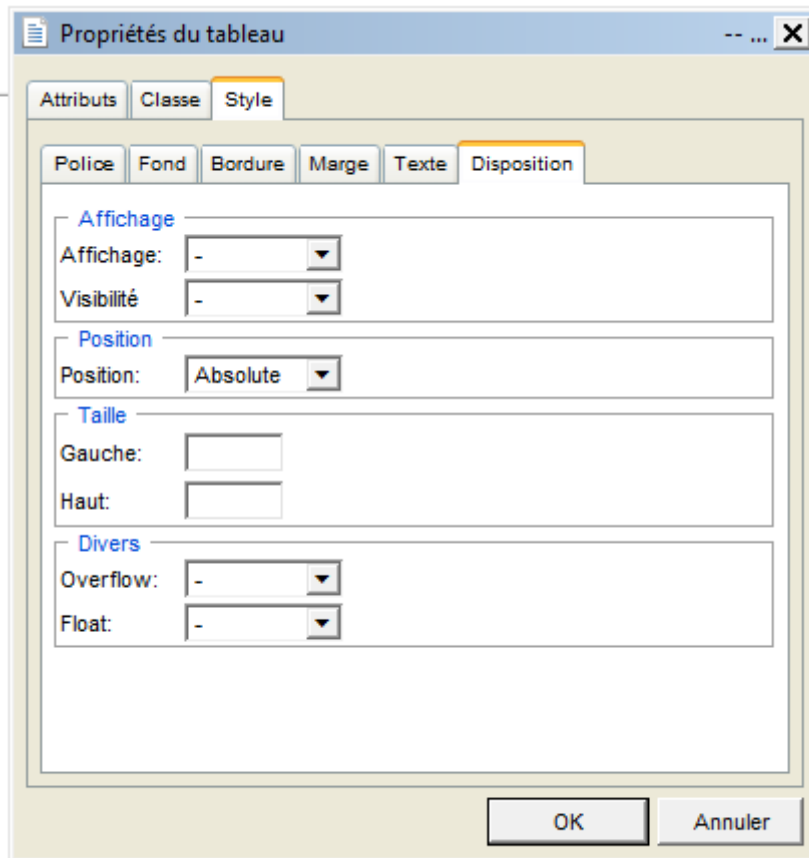 Propriétés du tableau -- ...
Attributs Classe Style
Police Fond Bordure Marge Texte Disposition
Affichage
Affichage: -
Visibilité -
Position
Position: Absolute
Taille
Gauche:
Haut:
Divers
Overflow: -
Float: -
OK Annuler